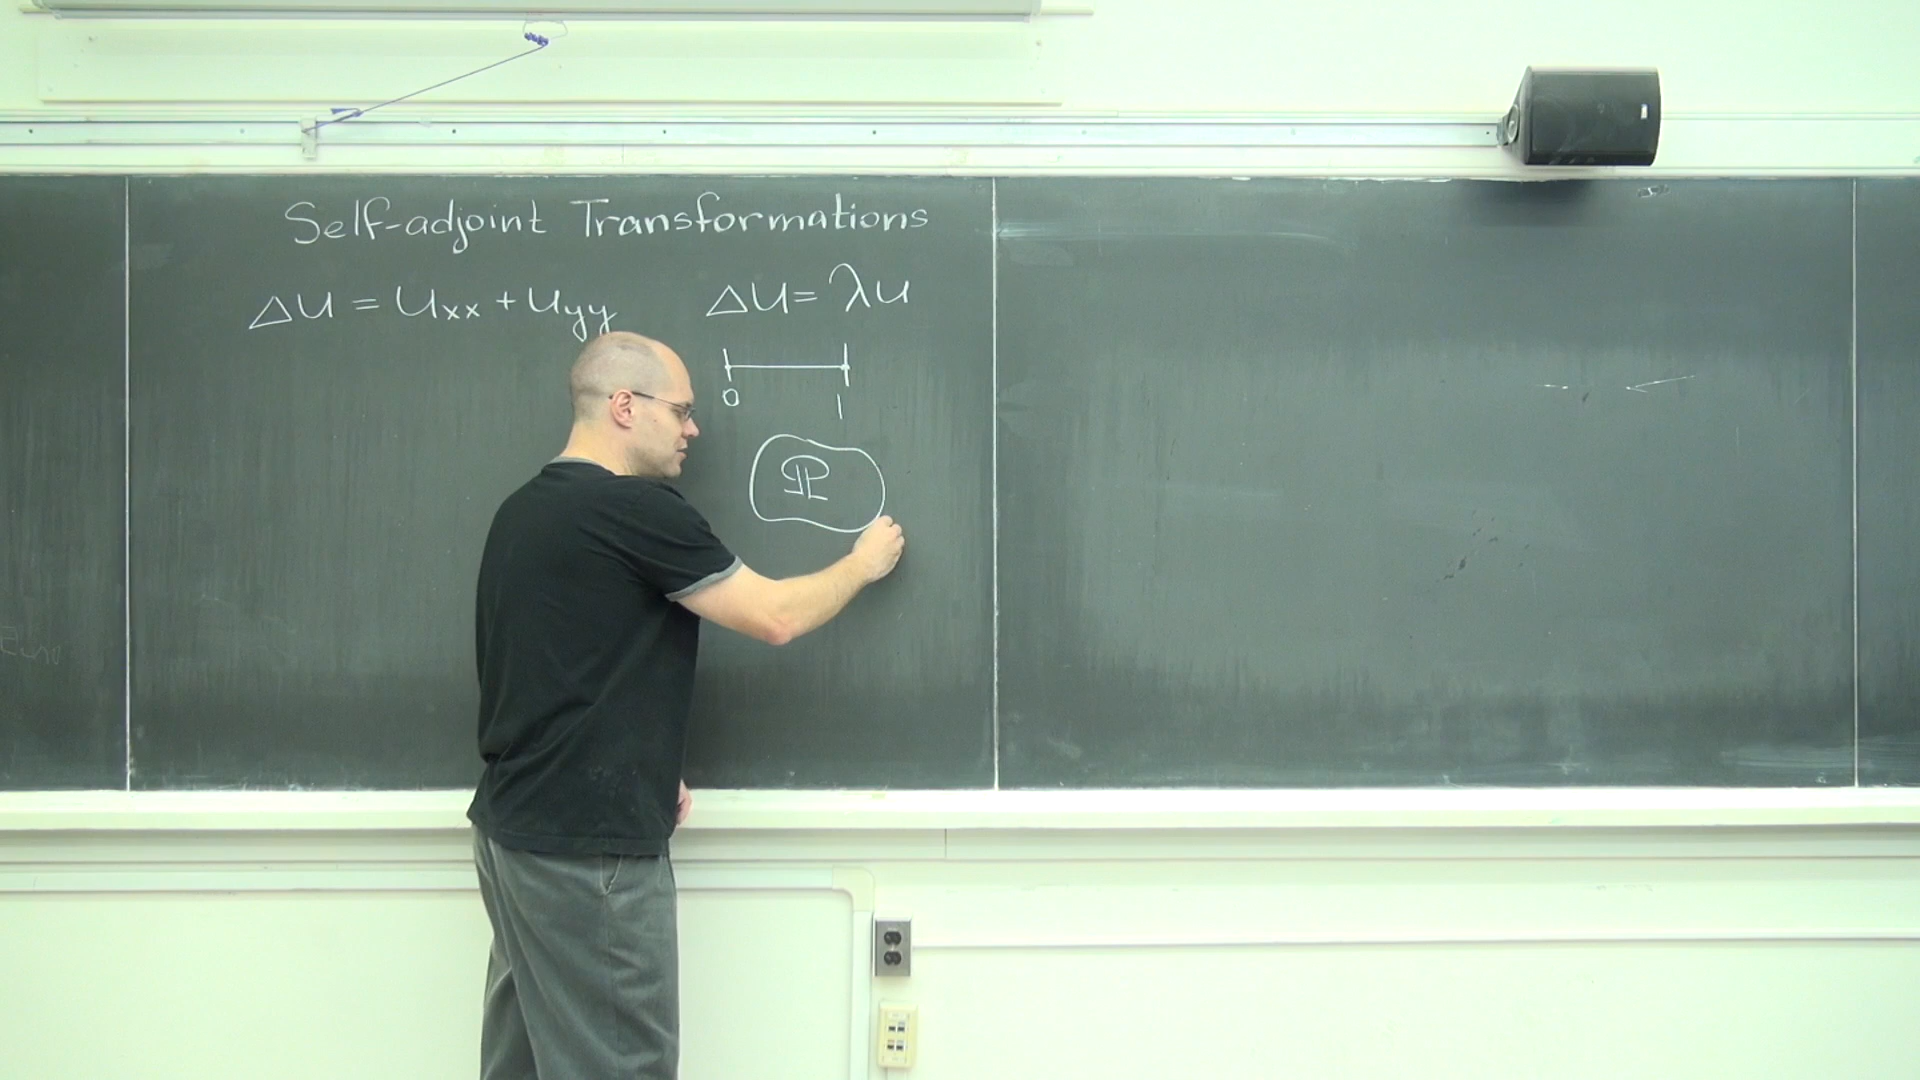 Self-adjoint Transformations
Δu = uxx + uyy
Δu = λu
0 1
Ω